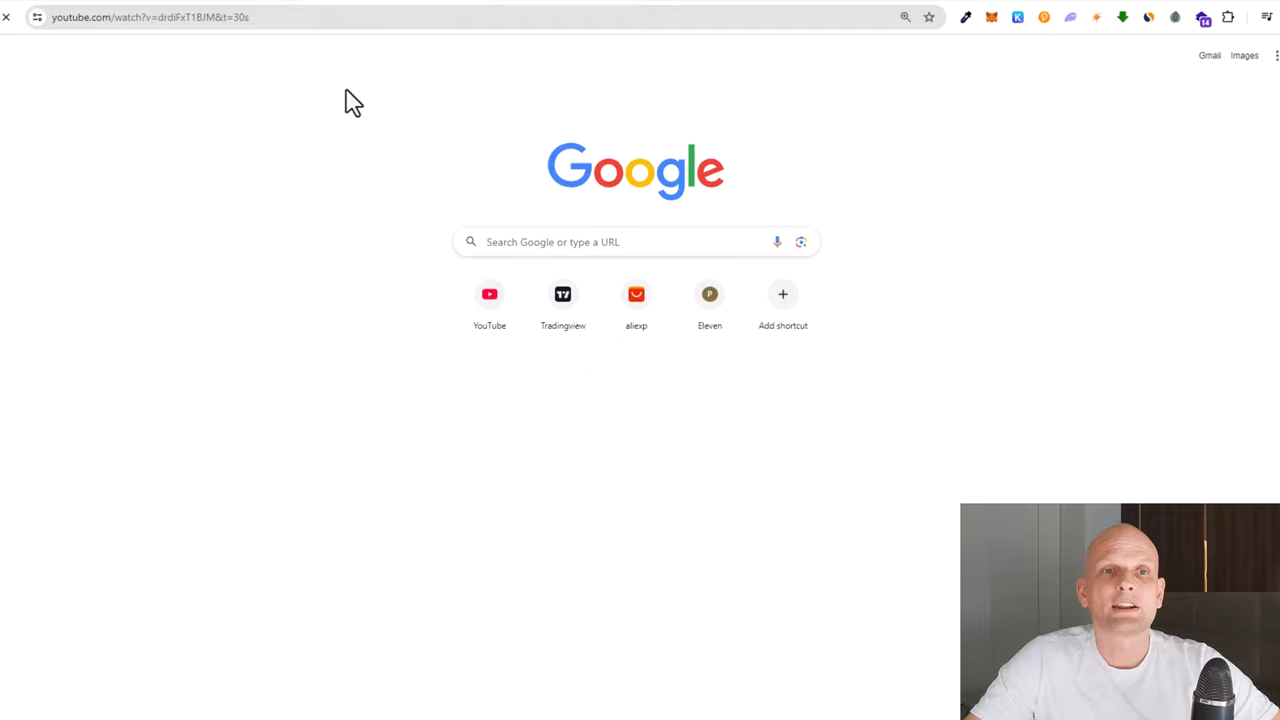 youtube.com/watch?v=drdiFxT1BJM&t=30s
14
Gmail Images
Google
Search Google or type a URL
P
YouTube Tradingview aliexp Eleven Add shortcut